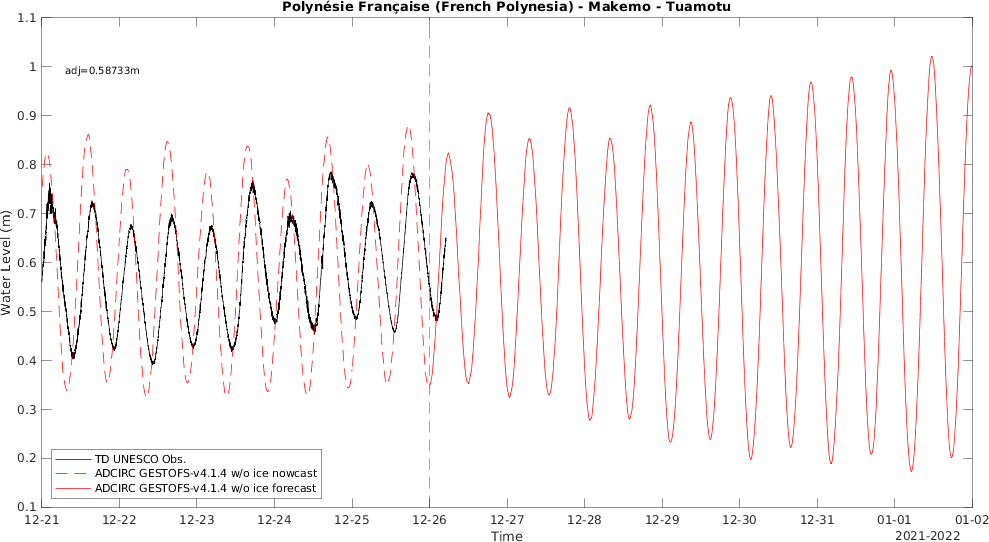 Polynésie Française (French Polynesia) - Makemo - Tuamotu
1.1
1
0.9
0.8
0.7
0.6
0.5
0.4
0.3
0.2
0.1
Water Level (m)
adj=0.58733m
TD UNESCO Obs.
ADCIRC GESTOFS-v4.1.4 w/o ice nowcast
ADCIRC GESTOFS-v4.1.4 w/o ice forecast
12-21 12-22 12-23 12-24 12-25 12-26 12-27 12-28 12-29 12-30 12-31 01-01 01-02
Time
2021-2022